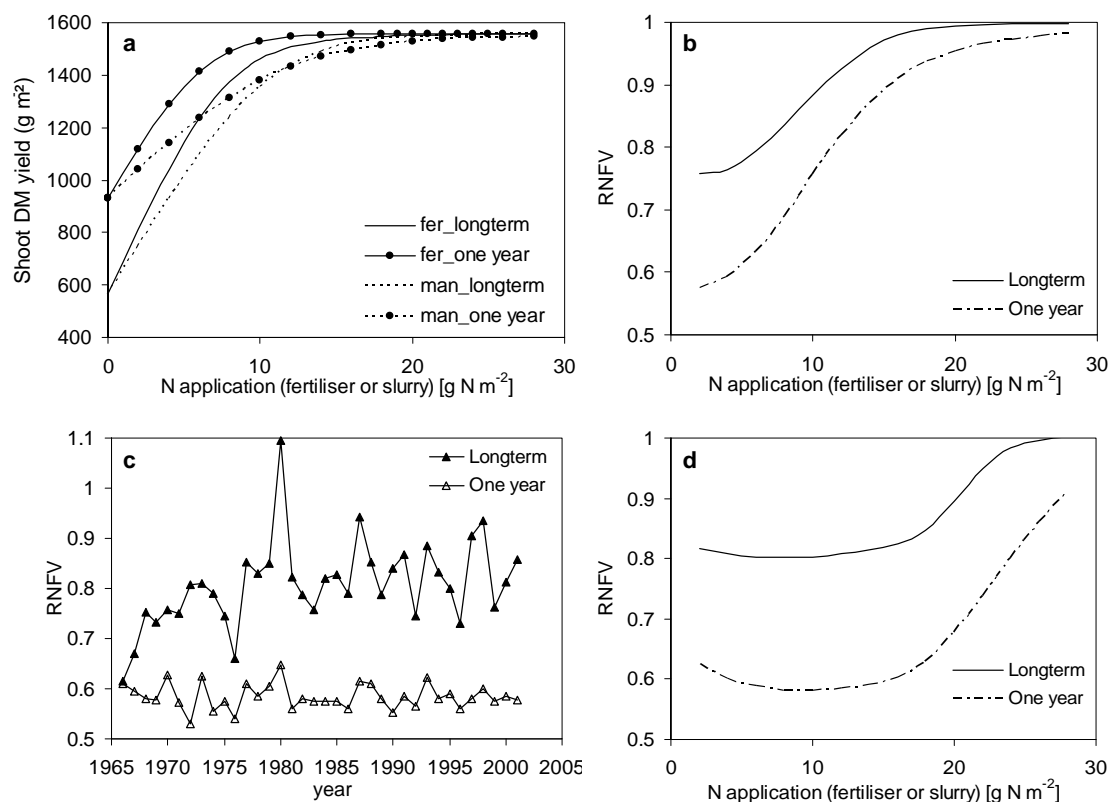 a
1600
1400
1200
1000
800
600
400
Shoot DM yield (g m⁻²)
0 10 20 30
N application (fertiliser or slurry) [g N m⁻²]
fer_longterm
fer_one year
man_longterm
man_one year
b
1
0.9
0.8
0.7
0.6
0.5
RNFV
0 10 20 30
N application (fertiliser or slurry) [g N m⁻²]
Longterm
One year
c
1.1
1
0.9
0.8
0.7
0.6
0.5
RNFV
1965 1970 1975 1980 1985 1990 1995 2000 2005
year
Longterm
One year
d
1
0.9
0.8
0.7
0.6
0.5
RNFV
0 10 20 30
N application (fertiliser or slurry) [g N m⁻²]
Longterm
One year